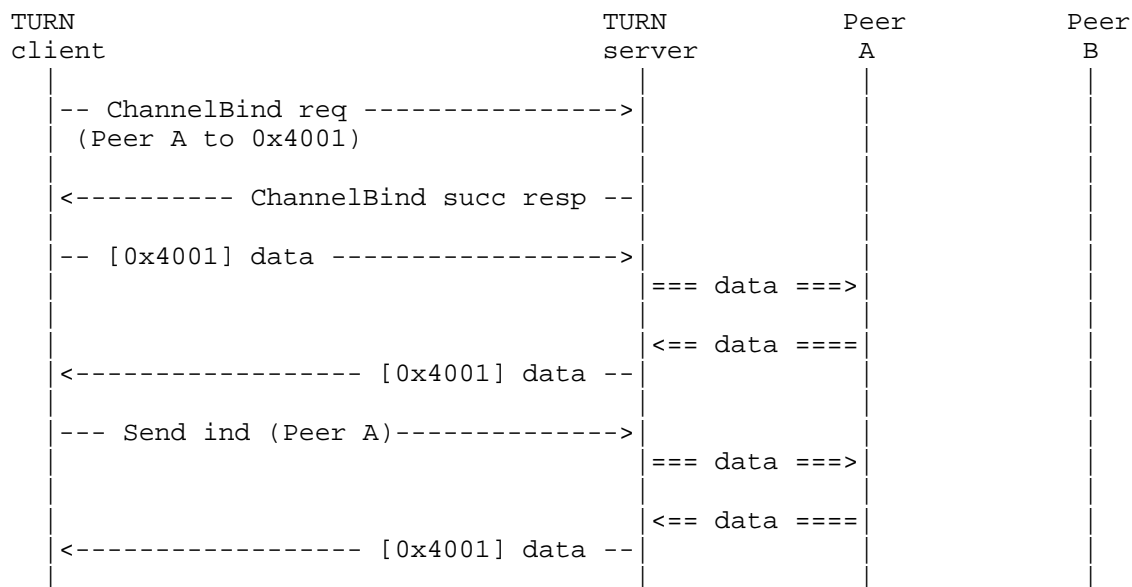 TURN TURN Peer Peer
client server A B
|-- ChannelBind req ---------------->|
(Peer A to 0x4001)
|<---------- ChannelBind succ resp --|
|-- [0x4001] data ------------------>|
|=== data ===>|
|<== data ====|
|<------------------ [0x4001] data --|
|--- Send ind (Peer A)-------------->|
|=== data ===>|
|<== data ====|
|<------------------ [0x4001] data --|